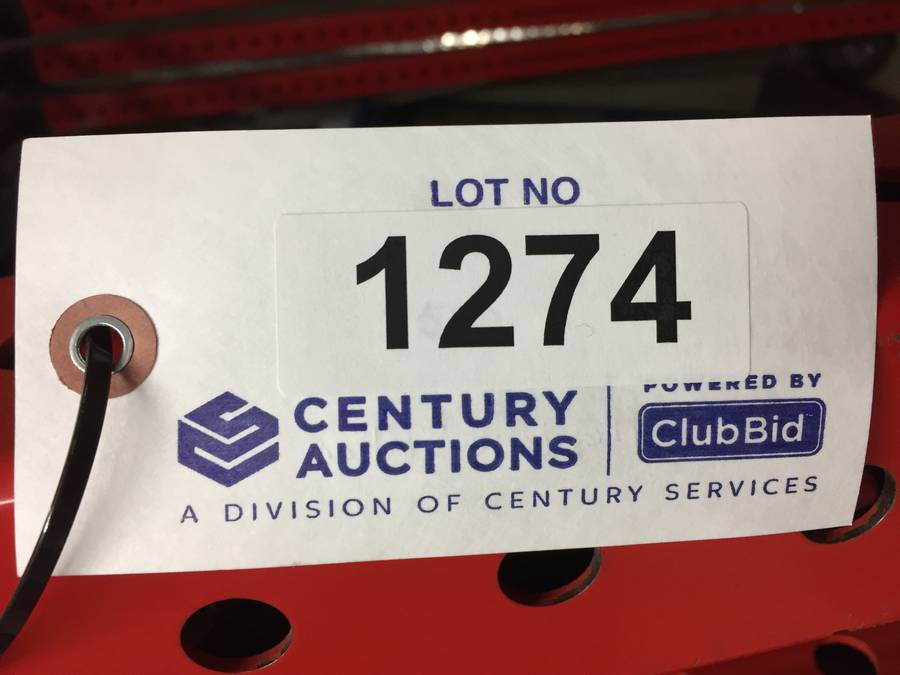 LOT NO
1274
CENTURY
AUCTIONS
POWERED BY
ClubBid
A DIVISION OF CENTURY SERVICES